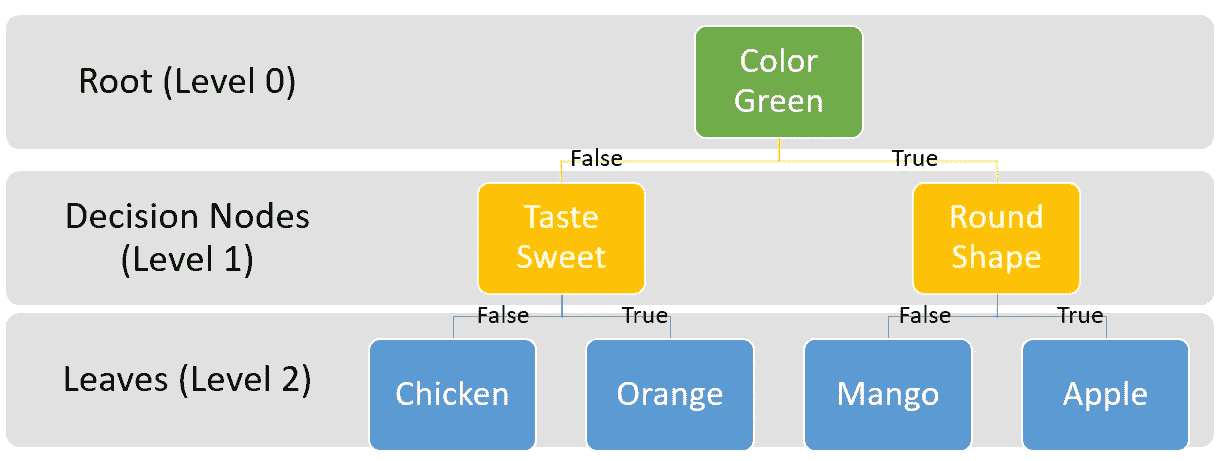 Root (Level 0)
Color
Green
False
True
Decision Nodes
(Level 1)
Taste
Sweet
Round
Shape
False
True
False
True
Leaves (Level 2)
Chicken
Orange
Mango
Apple